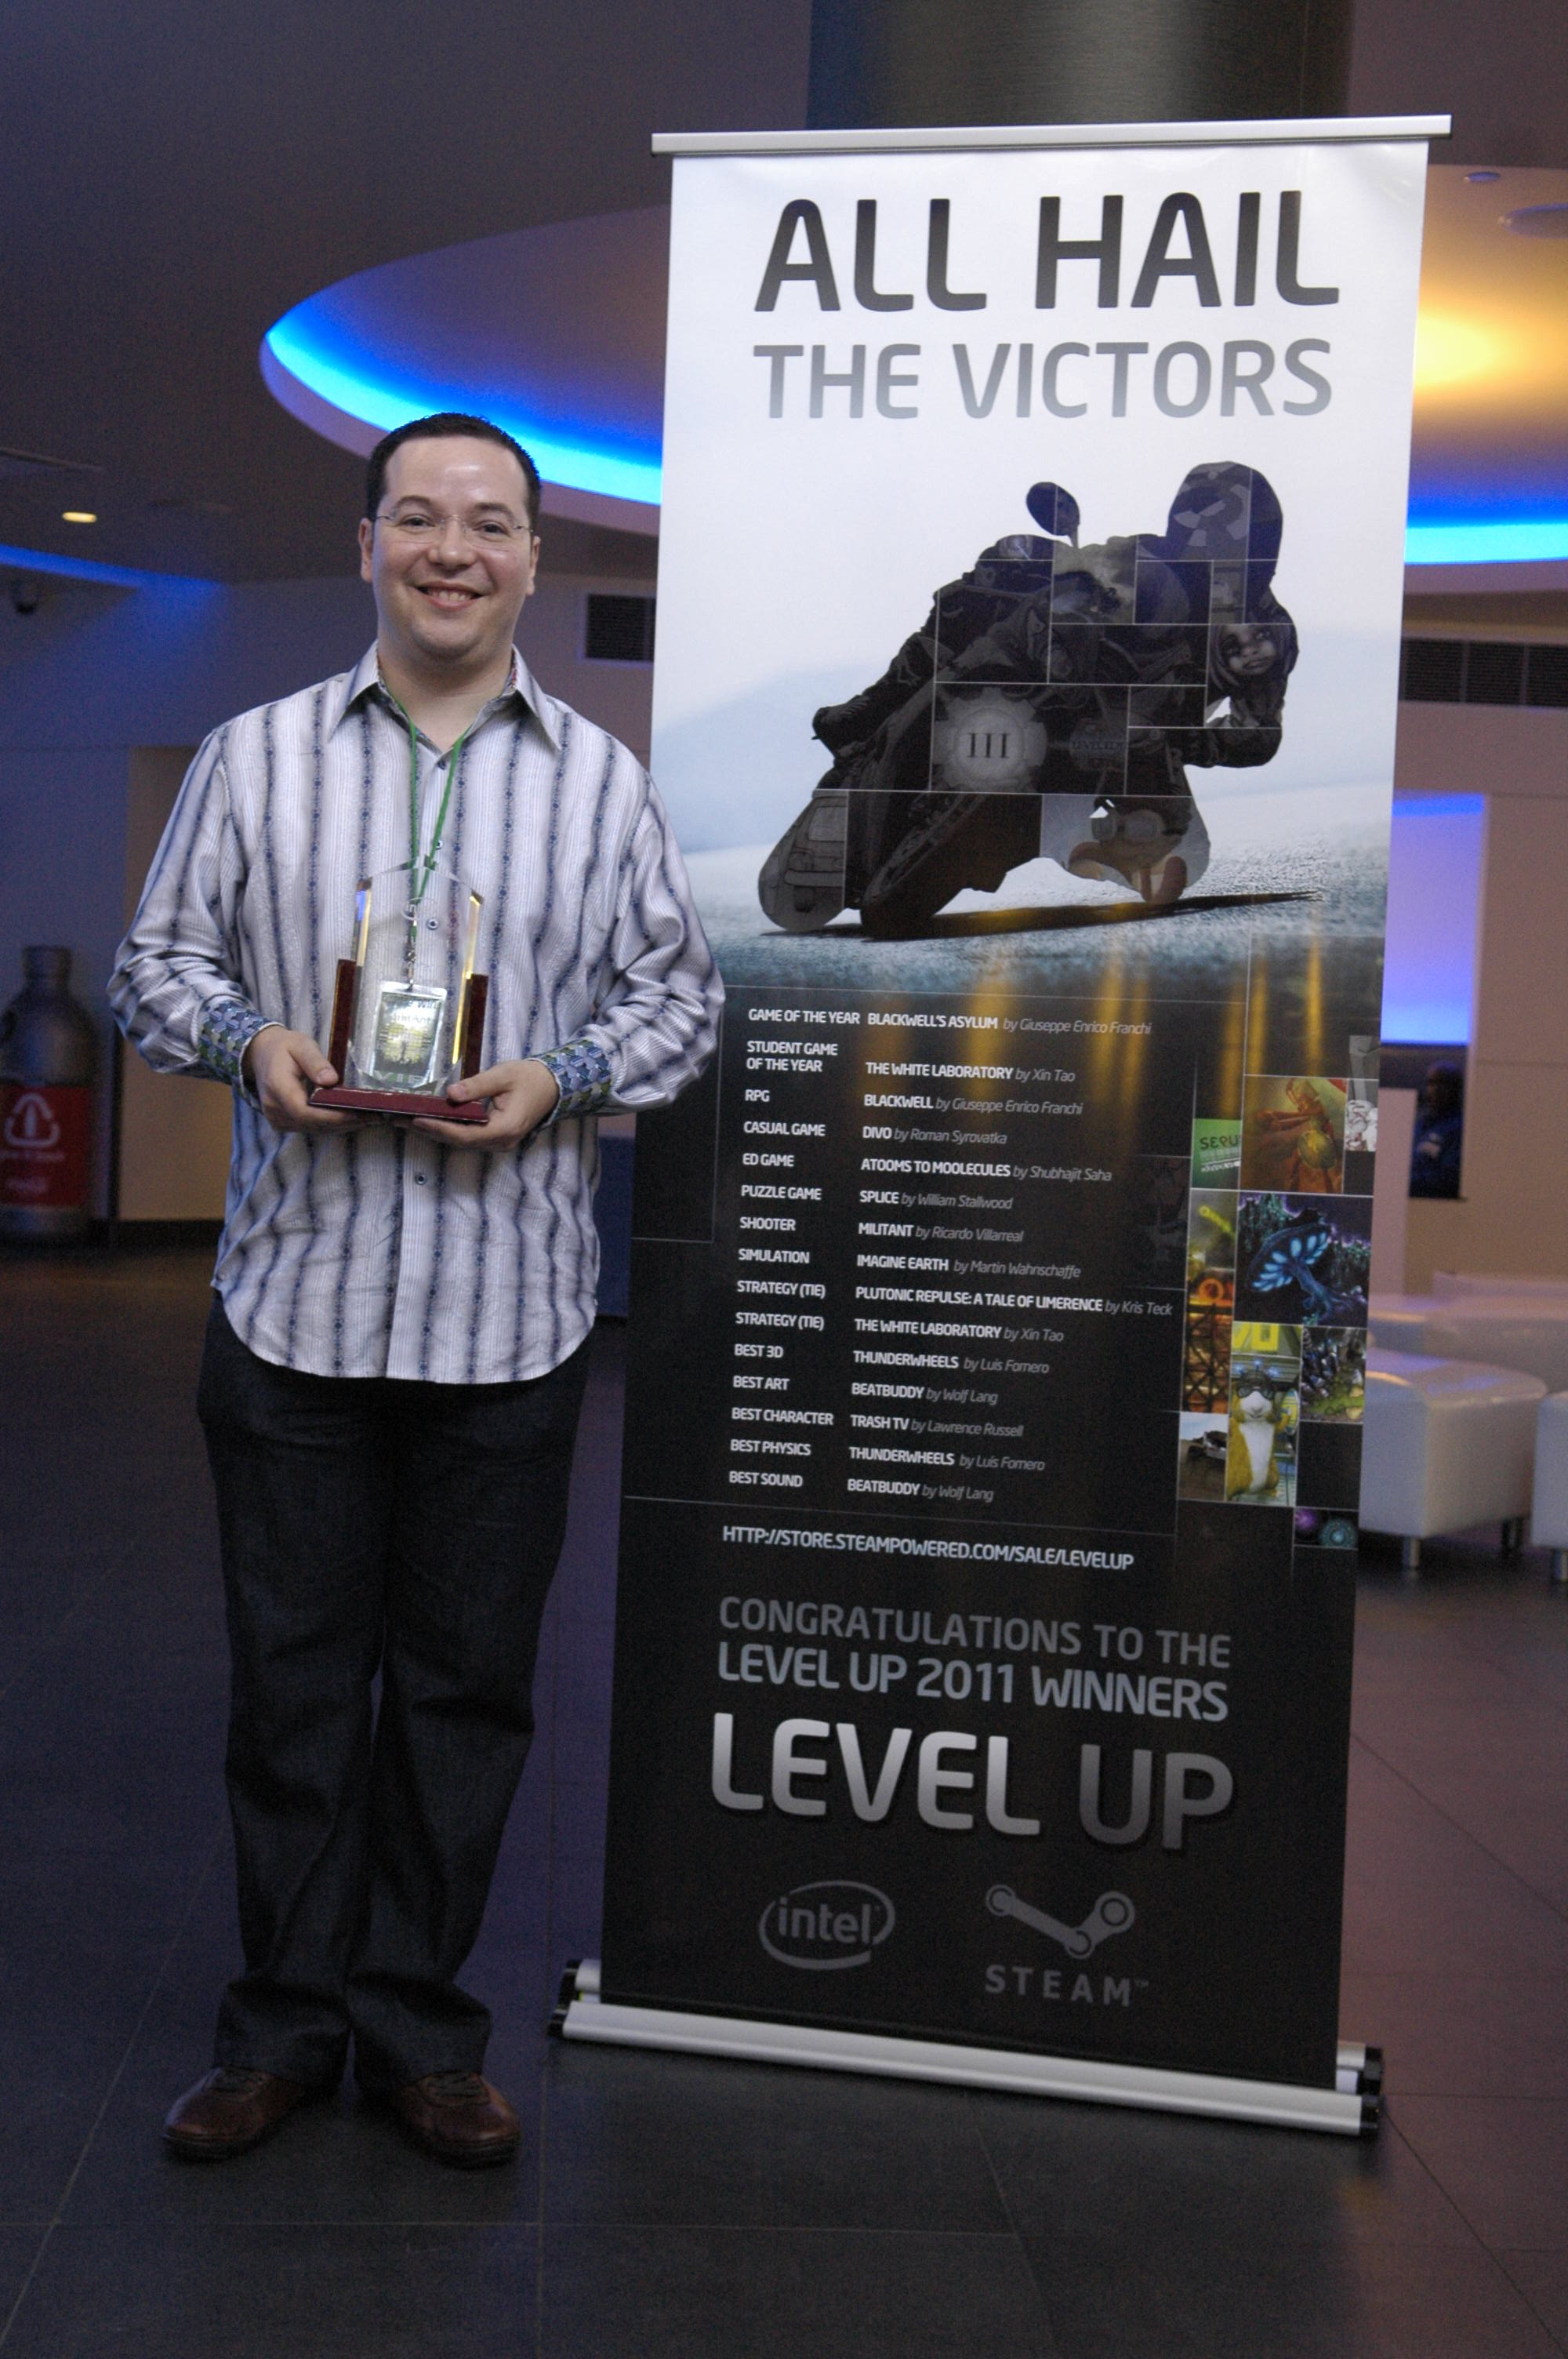 ALL HAIL
THE VICTORS
III
GAME OF THE YEAR BLACKWELL'S ASYLUM by Giuseppe Enrico Franchi
STUDENT GAME
OF THE YEAR THE WHITE LABORATORY by Xin Tao
RPG BLACKWELL by Giuseppe Enrico Franchi
CASUAL GAME DIVO by Roman Syrovatka
ED GAME ATOOMS TO MOOLECULES by Shubhajit Saha
PUZZLE GAME SPLICE by William Stallwood
SHOOTER MILITANT by Ricardo Villarreal
SIMULATION IMAGINE EARTH by Martin Wahnschaffe
STRATEGY (TIE) PLUTONIC REPULSE: A TALE OF LIMERENCE by Kris Teck
STRATEGY (TIE) THE WHITE LABORATORY by Xin Tao
BEST 3D THUNDERWHEELS by Luis Fornero
BEST ART BEATBUDDY by Wolf Lang
BEST CHARACTER TRASH TV by Lawrence Russell
BEST PHYSICS THUNDERWHEELS by Luis Fornero
BEST SOUND BEATBUDDY by Wolf Lang
HTTP://STORE.STEAMPOWERED.COM/SALE/LEVELUP
CONGRATULATIONS TO THE
LEVEL UP 2011 WINNERS
LEVEL UP
intel
STEAM™